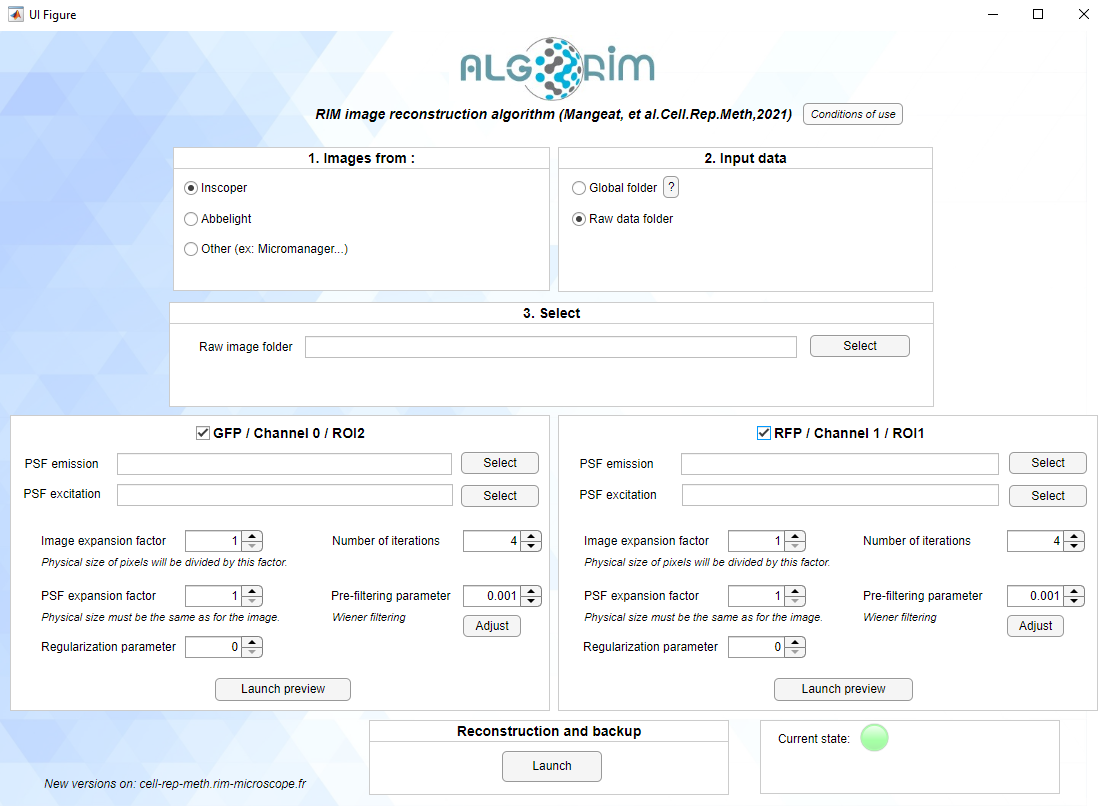 UI Figure
ALGORIM
RIM image reconstruction algorithm (Mangeat, et al.Cell.Rep.Meth,2021)
Conditions of use
1. Images from :
Inscoper
Abbelight
Other (ex: Micromanager...)
2. Input data
Global folder
?
Raw data folder
3. Select
Raw image folder
Select
GFP / Channel 0 / ROI2
PSF emission
Select
PSF excitation
Select
Image expansion factor
1
Number of iterations
4
Physical size of pixels will be divided by this factor.
PSF expansion factor
1
Pre-filtering parameter
0.001
Physical size must be the same as for the image.
Wiener filtering
Adjust
Regularization parameter
0
Launch preview
RFP / Channel 1 / ROI1
PSF emission
Select
PSF excitation
Select
Image expansion factor
1
Number of iterations
4
Physical size of pixels will be divided by this factor.
PSF expansion factor
1
Pre-filtering parameter
0.001
Physical size must be the same as for the image.
Wiener filtering
Adjust
Regularization parameter
0
Launch preview
Reconstruction and backup
Launch
Current state:
New versions on: cell-rep-meth.rim-microscope.fr